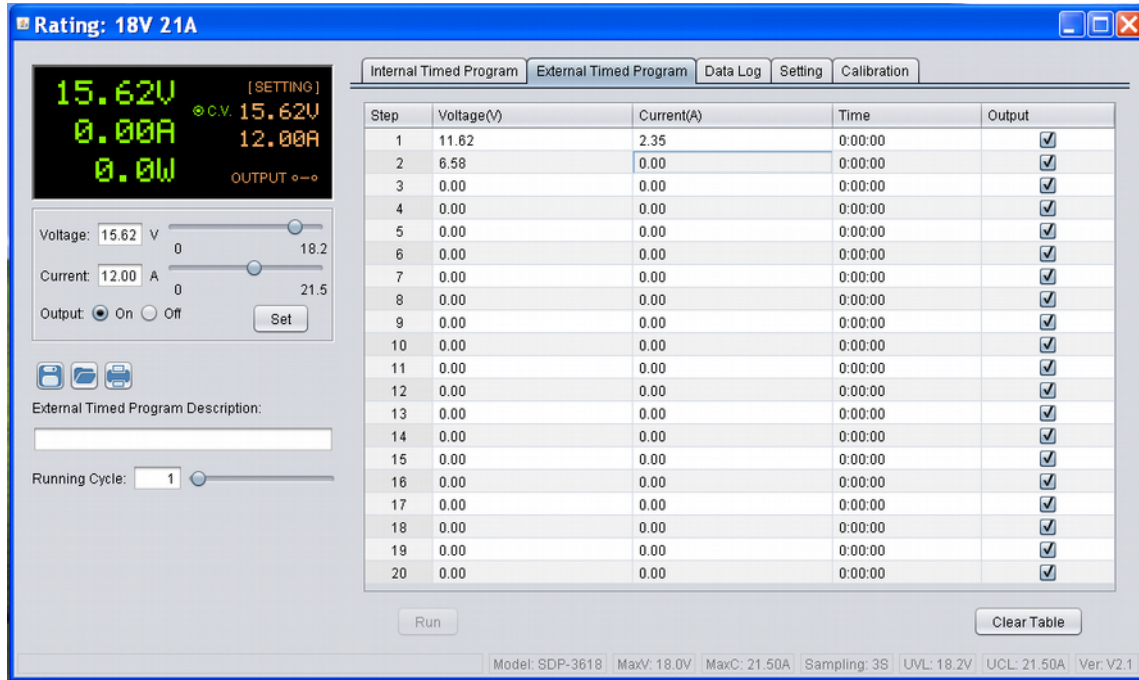 Rating: 18V 21A
15.62V [SETTING]
C.V. 15.62V
0.00A 12.00A
0.0W OUTPUT
Voltage: 15.62 V
0 18.2
Current: 12.00 A
0 21.5
Output: On Off Set
External Timed Program Description:
Running Cycle: 1
Internal Timed Program External Timed Program Data Log Setting Calibration
Step Voltage(V) Current(A) Time Output
1 11.62 2.35 0:00:00
2 6.58 0.00 0:00:00
3 0.00 0.00 0:00:00
4 0.00 0.00 0:00:00
5 0.00 0.00 0:00:00
6 0.00 0.00 0:00:00
7 0.00 0.00 0:00:00
8 0.00 0.00 0:00:00
9 0.00 0.00 0:00:00
10 0.00 0.00 0:00:00
11 0.00 0.00 0:00:00
12 0.00 0.00 0:00:00
13 0.00 0.00 0:00:00
14 0.00 0.00 0:00:00
15 0.00 0.00 0:00:00
16 0.00 0.00 0:00:00
17 0.00 0.00 0:00:00
18 0.00 0.00 0:00:00
19 0.00 0.00 0:00:00
20 0.00 0.00 0:00:00
Run Clear Table
Model: SDP-3618 MaxV: 18.0V MaxC: 21.50A Sampling: 3S UVL: 18.2V UCL: 21.50A Ver: V2.1